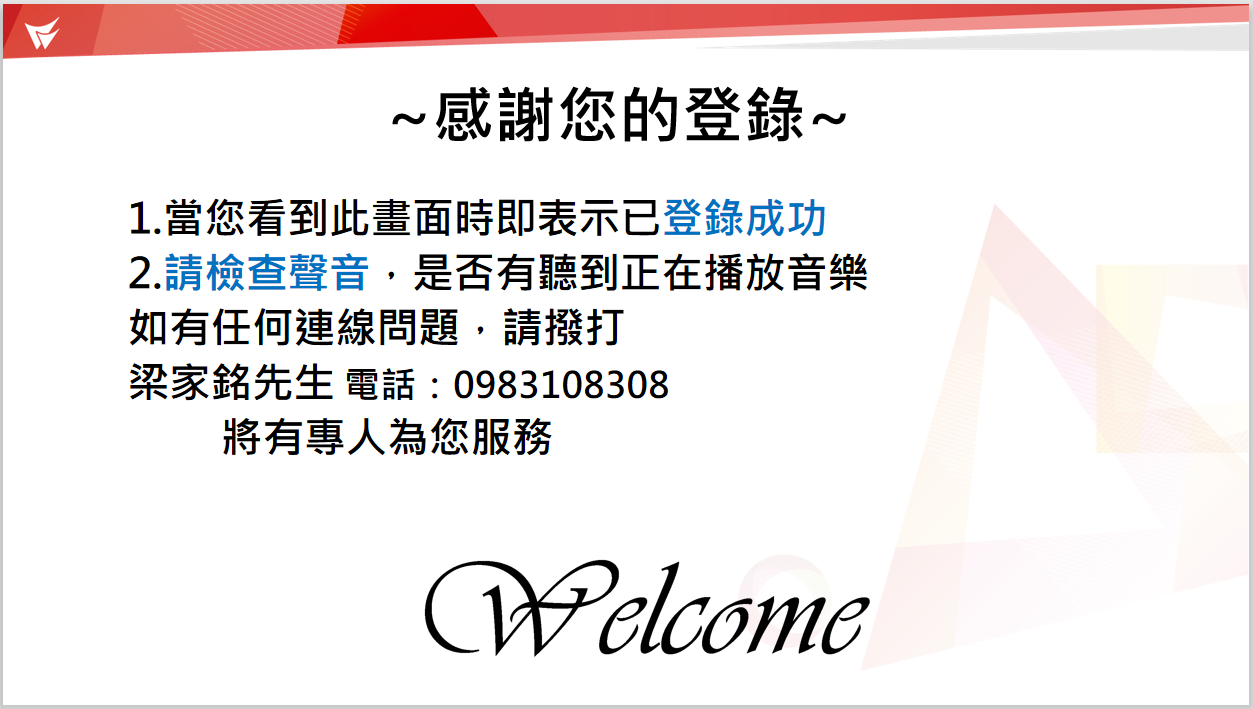 ~感謝您的登錄~
1.當您看到此畫面時即表示已登錄成功
2.請檢查聲音，是否有聽到正在播放音樂
如有任何連線問題，請撥打
梁家銘先生 電話：0983108308
將有專人為您服務
Welcome